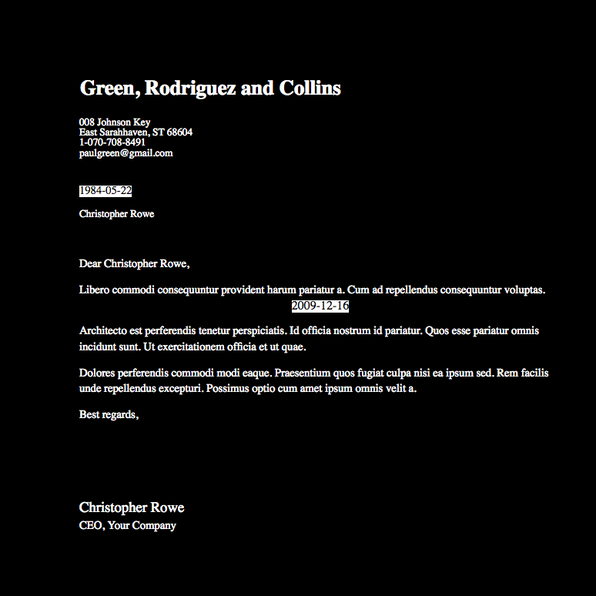 Green, Rodriguez and Collins
008 Johnson Key
East Sarahhaven, ST 68604
1-070-708-8491
paulgreen@gmail.com
1984-05-22
Christopher Rowe
Dear Christopher Rowe,
Libero commodi consequuntur provident harum pariatur a. Cum ad repellendus consequuntur voluptas.
2009-12-16
Architecto est perferendis tenetur perspiciatis. Id officia nostrum id pariatur. Quos esse pariatur omnis
incidunt sunt. Ut exercitationem officia et ut quae.
Dolores perferendis commodi modi eaque. Praesentium quos fugiat culpa nisi ea ipsum sed. Rem facilis
unde repellendus excepturi. Possimus optio cum amet ipsum omnis velit a.
Best regards,
Christopher Rowe
CEO, Your Company